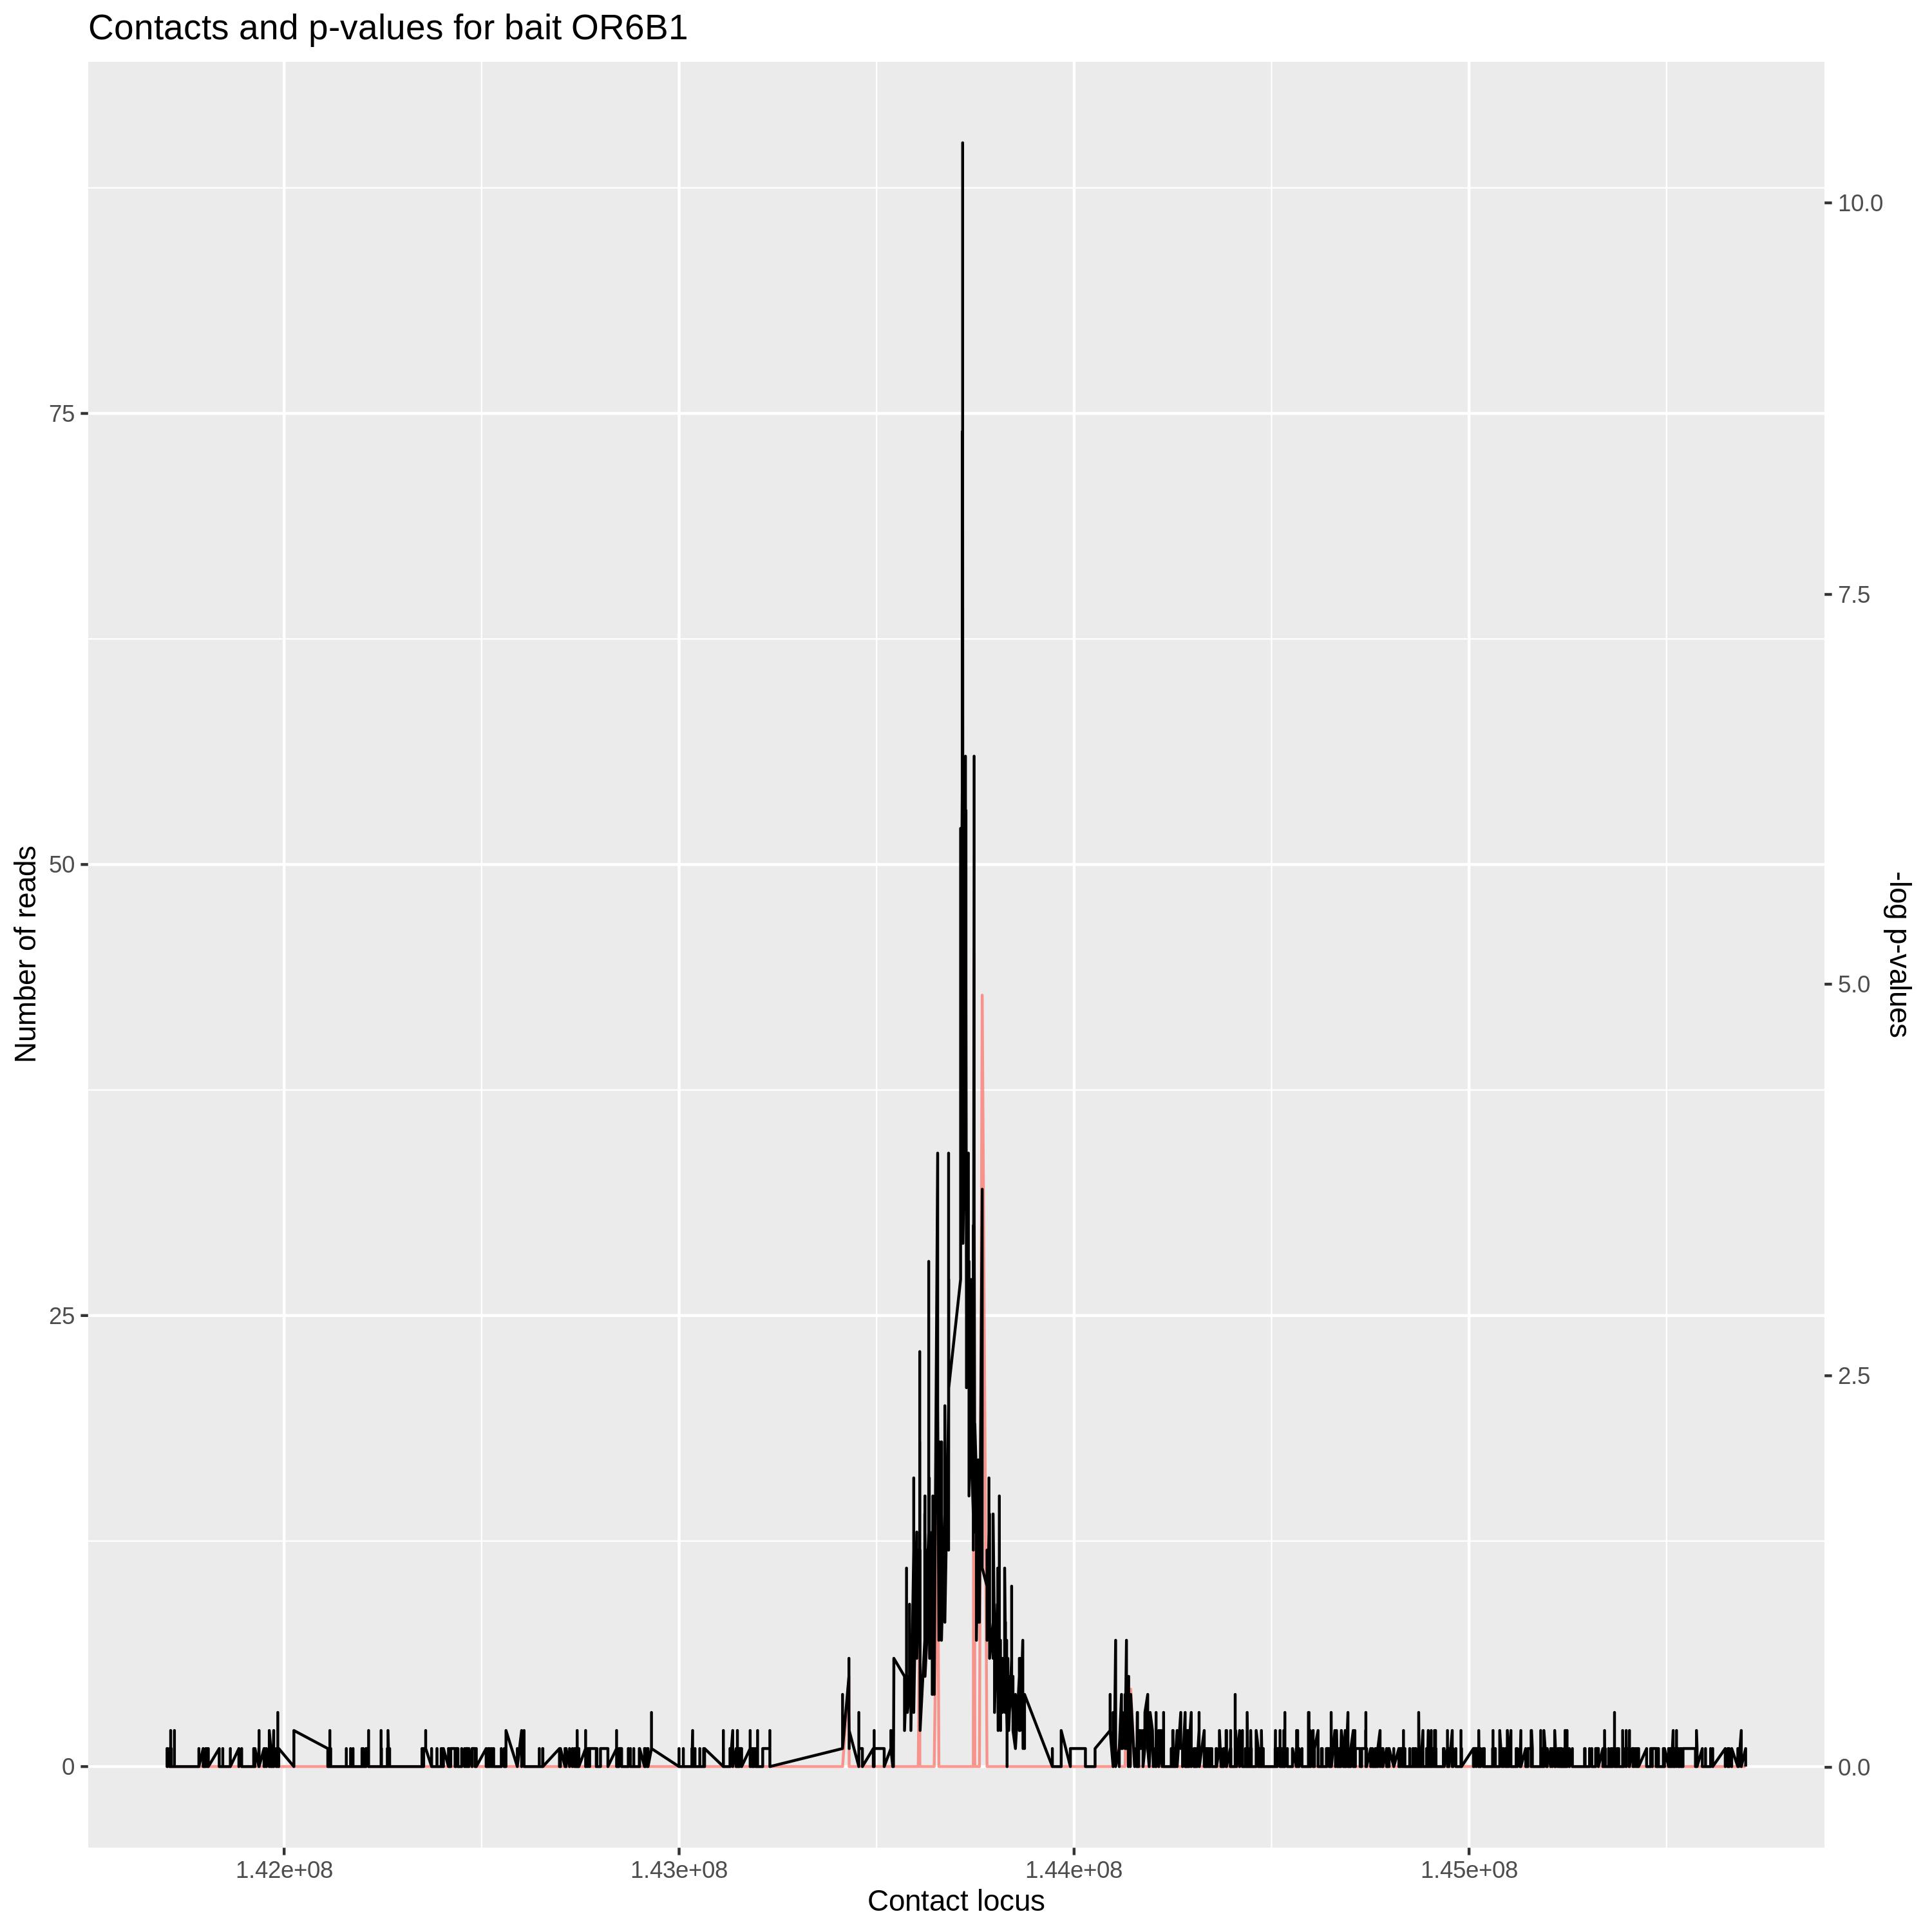 Contacts and p-values for bait OR6B1
Number of reads
75
50
25
0
10.0
7.5
5.0
2.5
0.0
-log p-values
1.42e+08
1.43e+08
1.44e+08
1.45e+08
Contact locus